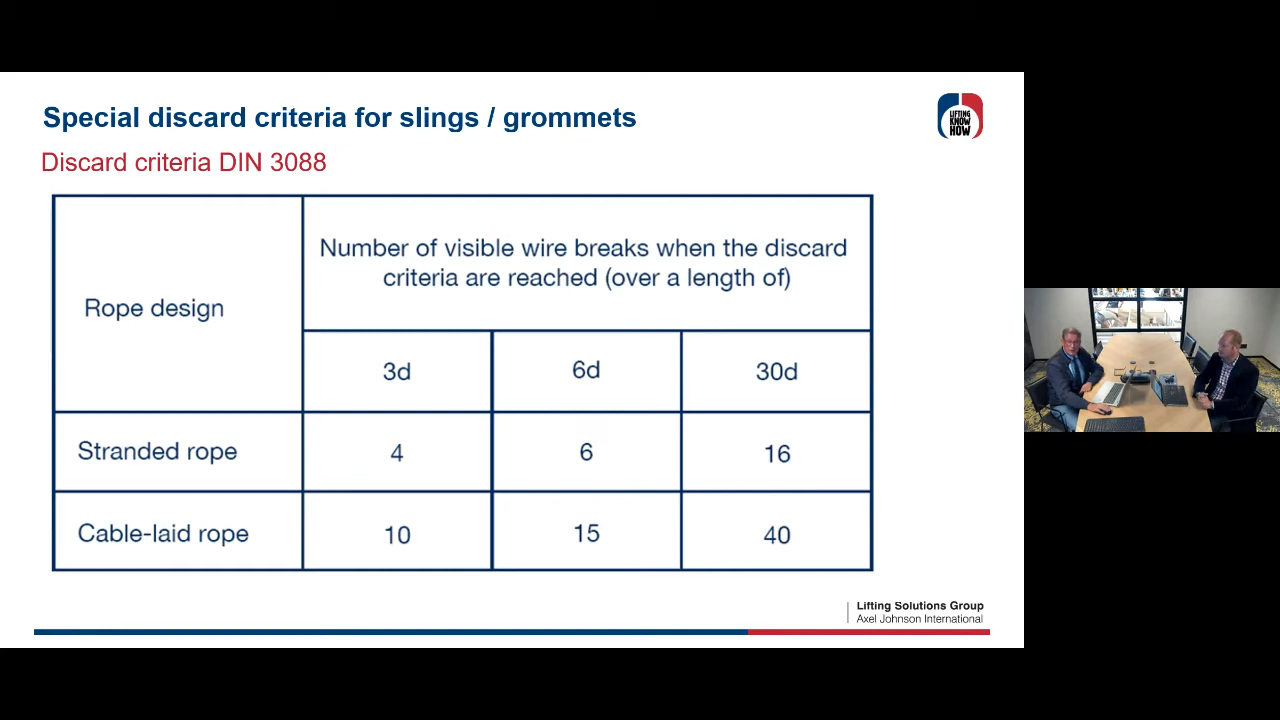 Special discard criteria for slings / grommets
LIFTING
KNOW
HOW
Discard criteria DIN 3088
Rope design
Number of visible wire breaks when the discard
criteria are reached (over a length of)
3d
6d
30d
Stranded rope
4
6
16
Cable-laid rope
10
15
40
Lifting Solutions Group
Axel Johnson International